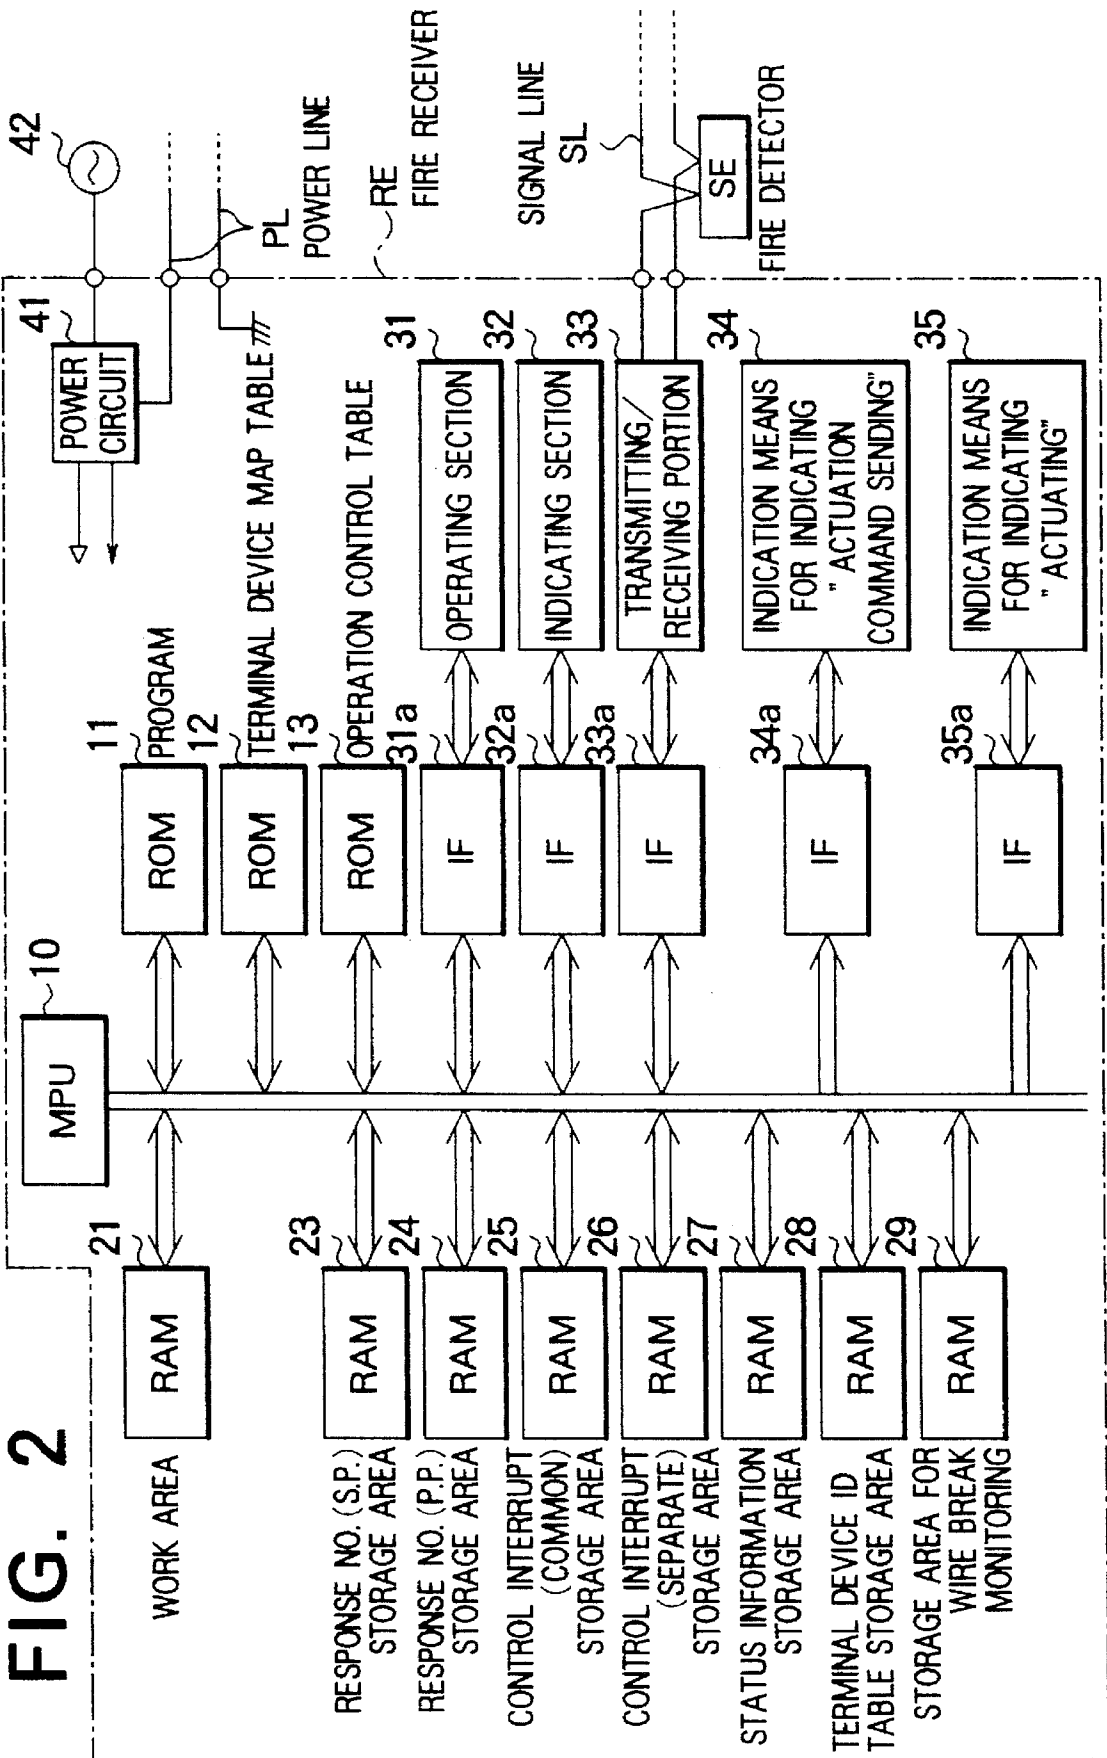 FIG. 2
MPU
10
RAM
21
WORK AREA
RAM
23
RESPONSE NO. (S.P.)
STORAGE AREA
RAM
24
RESPONSE NO. (P.P.)
STORAGE AREA
RAM
25
CONTROL INTERRUPT
(COMMON)
STORAGE AREA
RAM
26
CONTROL INTERRUPT
(SEPARATE)
STORAGE AREA
RAM
27
STATUS INFORMATION
STORAGE AREA
RAM
28
TERMINAL DEVICE ID
TABLE STORAGE AREA
RAM
29
STORAGE AREA FOR
WIRE BREAK
MONITORING
ROM
11
PROGRAM
ROM
12
TERMINAL DEVICE MAP TABLE
ROM
13
OPERATION CONTROL TABLE
IF
31a
OPERATING SECTION
31
IF
32a
INDICATING SECTION
32
IF
33a
TRANSMITTING/
RECEIVING PORTION
33
IF
34a
INDICATION MEANS
FOR INDICATING
" ACTUATION
COMMAND SENDING"
34
IF
35a
INDICATION MEANS
FOR INDICATING
" ACTUATING"
35
POWER
CIRCUIT
41
42
PL
POWER LINE
RE
FIRE RECEIVER
SIGNAL LINE
SL
SE
FIRE DETECTOR